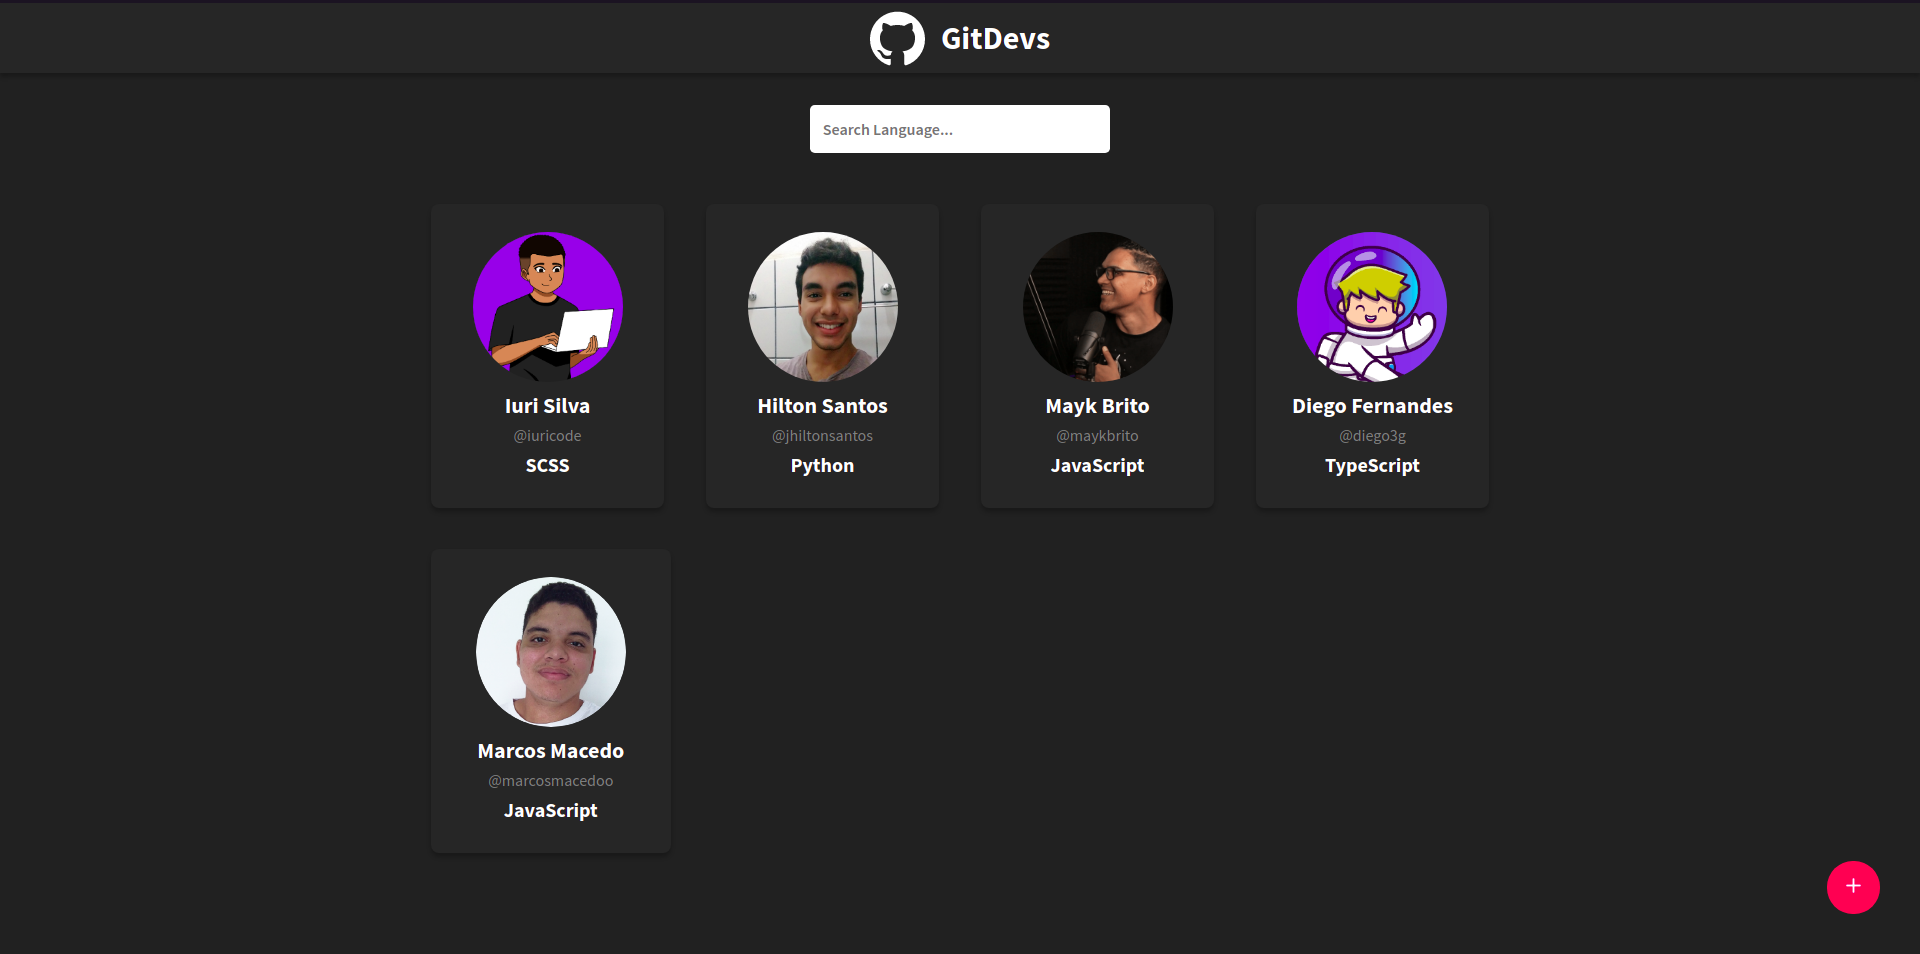 GitDevs
Search Language...
Iuri Silva
@iuricode
SCSS
Hilton Santos
@jhiltonsantos
Python
Mayk Brito
@maykbrito
JavaScript
Diego Fernandes
@diego3g
TypeScript
Marcos Macedo
@marcosmacedoo
JavaScript
+